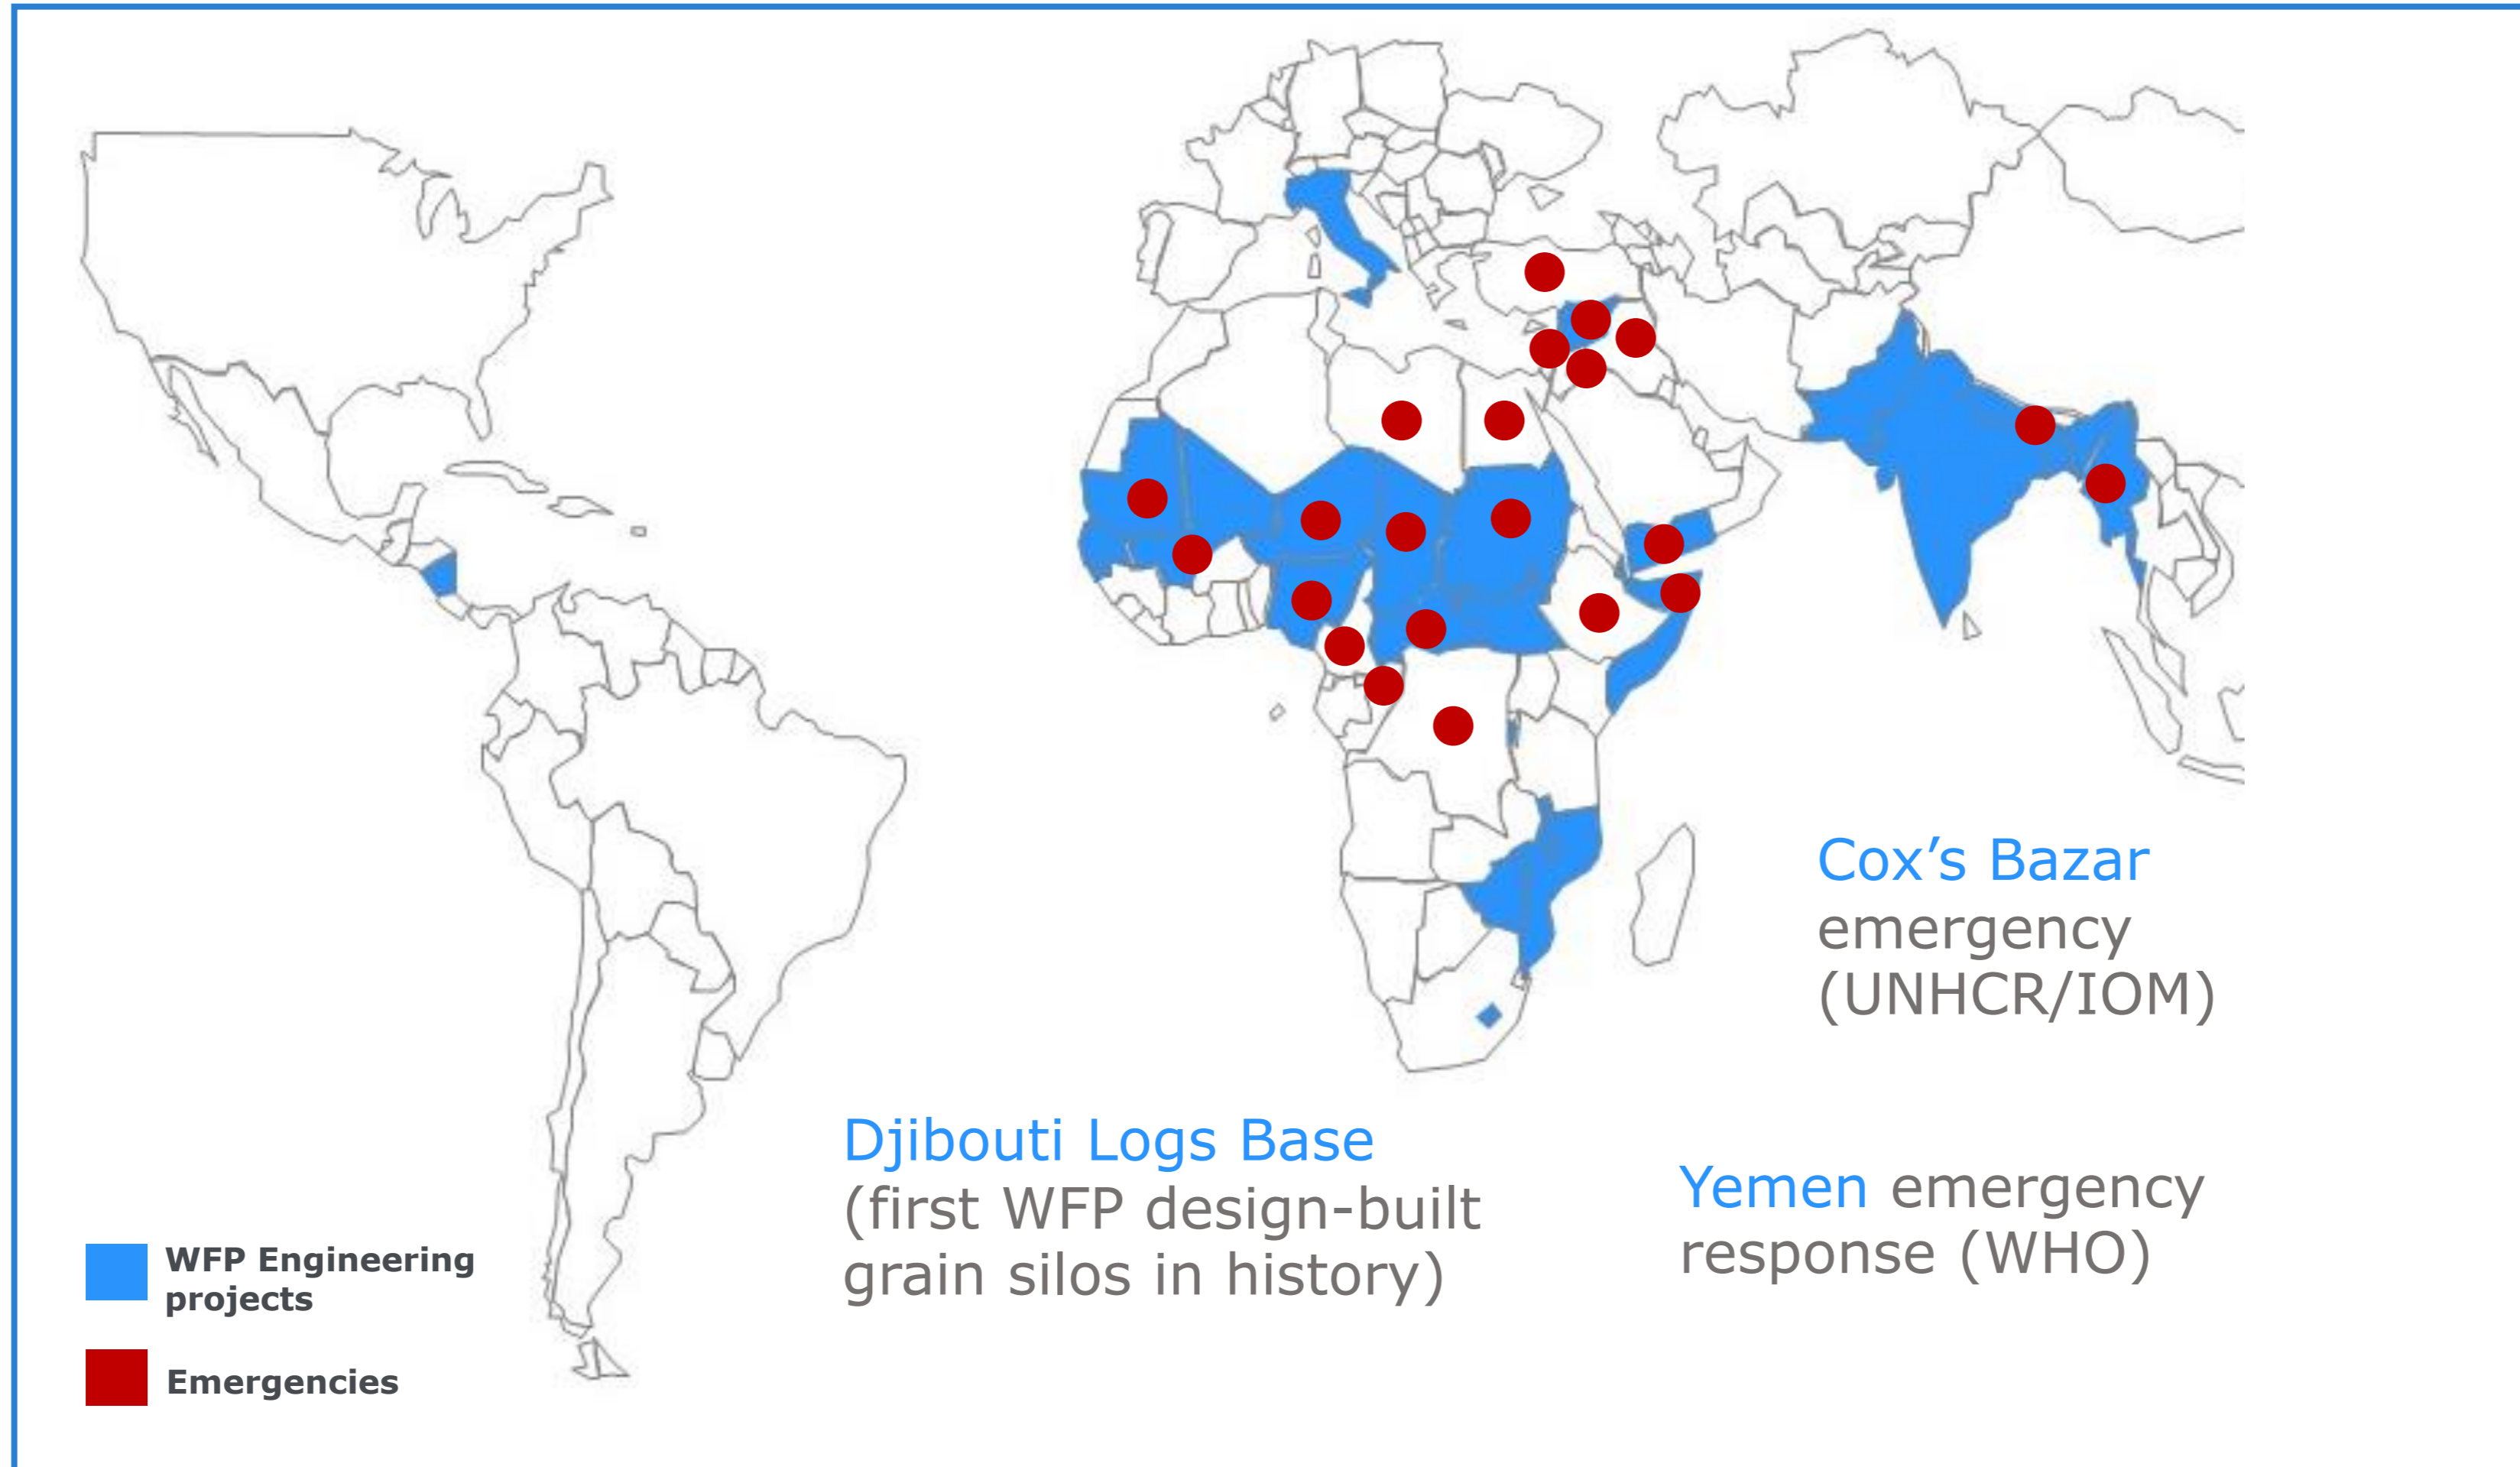 Cox’s Bazar
emergency
(UNHCR/IOM)
Djibouti Logs Base
(first WFP design-built
grain silos in history)
Yemen emergency
response (WHO)
WFP Engineering
projects
Emergencies